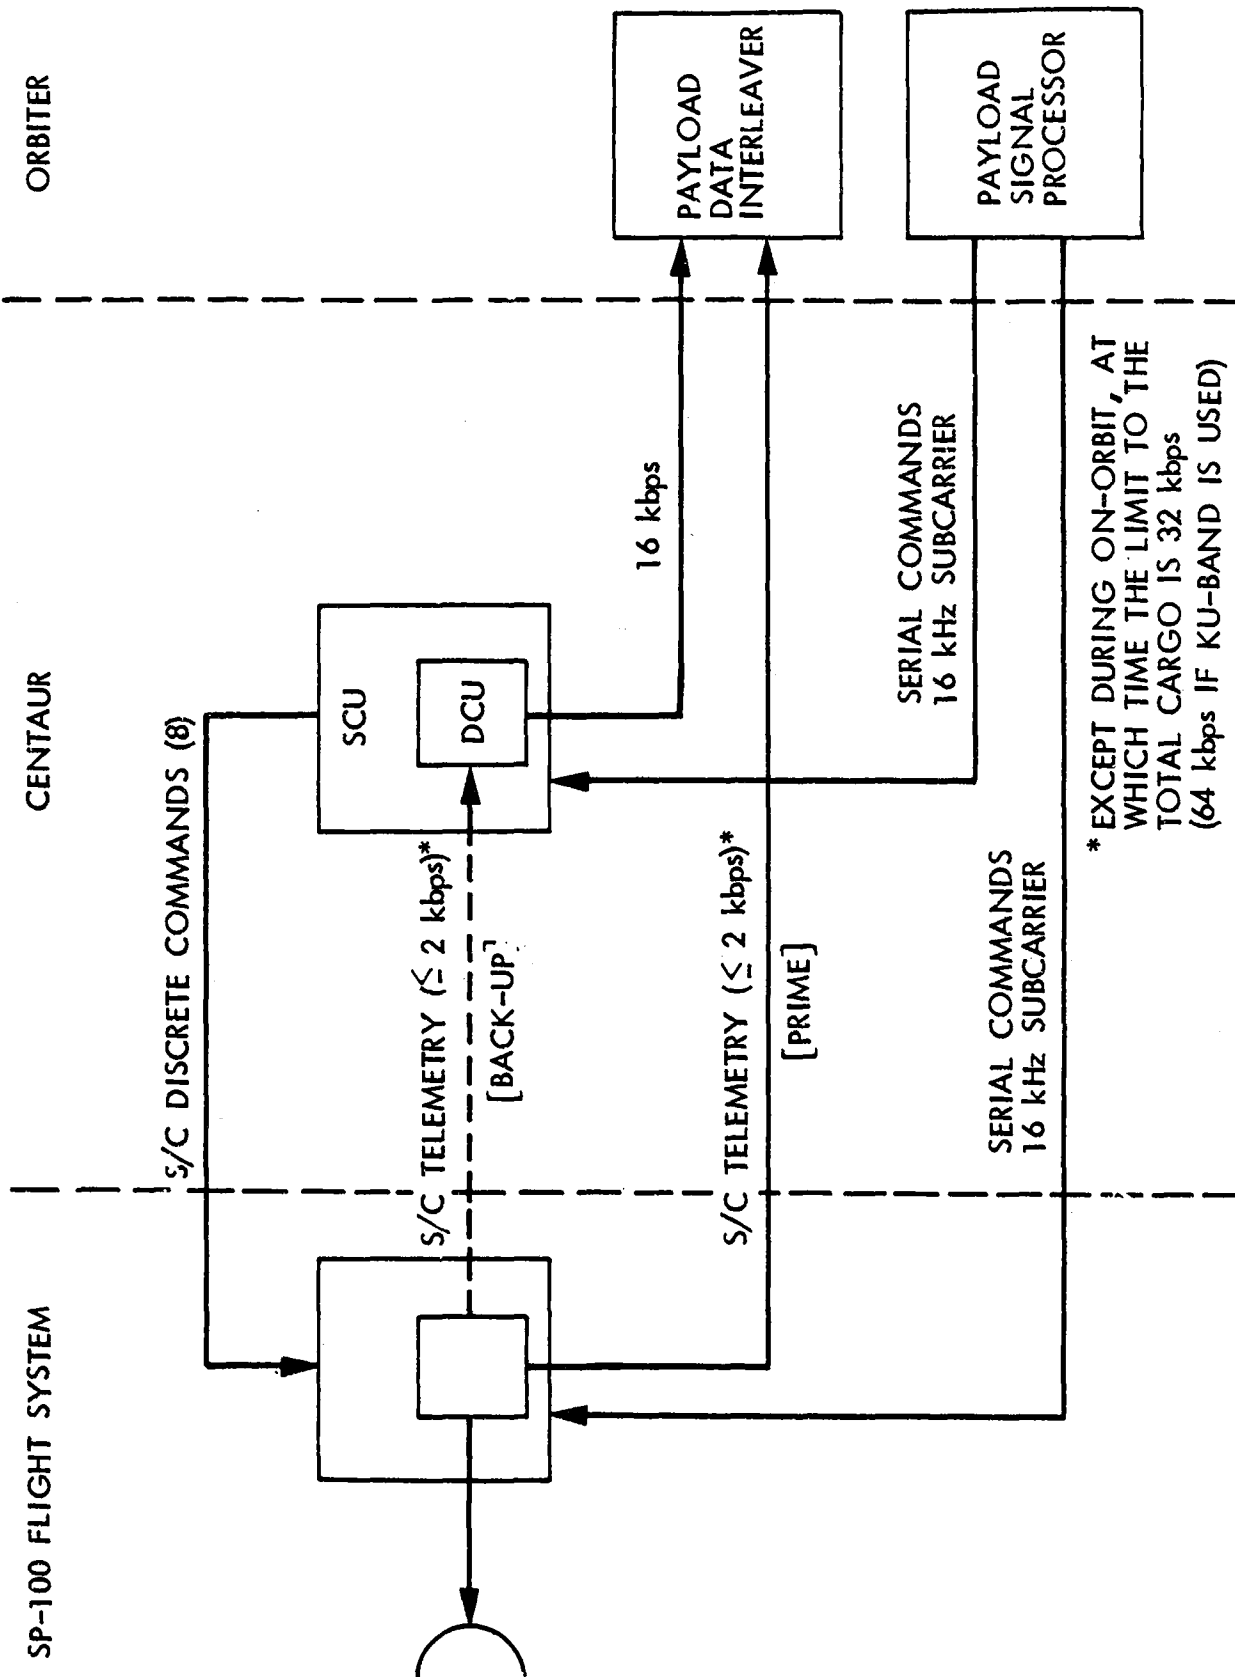 SP-100 FLIGHT SYSTEM
CENTAUR
ORBITER
S/C DISCRETE COMMANDS (8)
SCU
DCU
S/C TELEMETRY (≤ 2 kbps)*
[BACK-UP]
16 kbps
PAYLOAD
DATA
INTERLEAVER
S/C TELEMETRY (≤ 2 kbps)*
[PRIME]
SERIAL COMMANDS
16 kHz SUBCARRIER
PAYLOAD
SIGNAL
PROCESSOR
SERIAL COMMANDS
16 kHz SUBCARRIER
* EXCEPT DURING ON-ORBIT, AT
WHICH TIME THE LIMIT TO THE
TOTAL CARGO IS 32 kbps
(64 kbps IF KU-BAND IS USED)